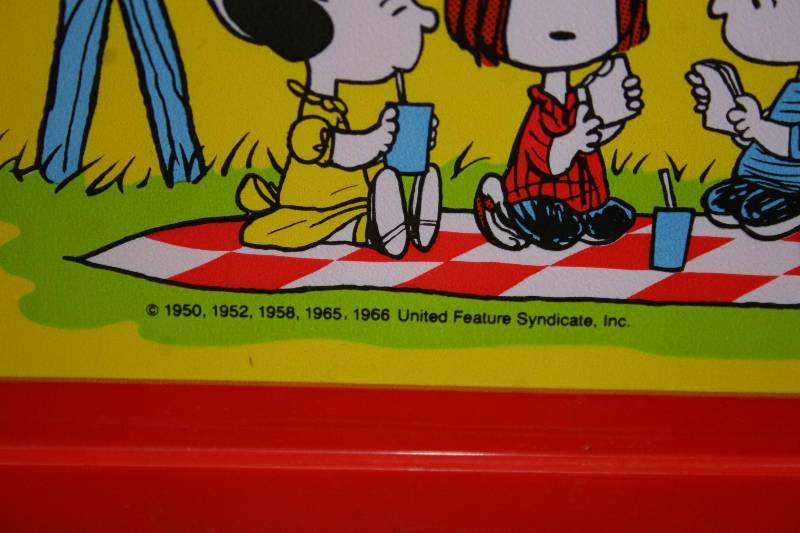 © 1950, 1952, 1958, 1965, 1966 United Feature Syndicate, Inc.